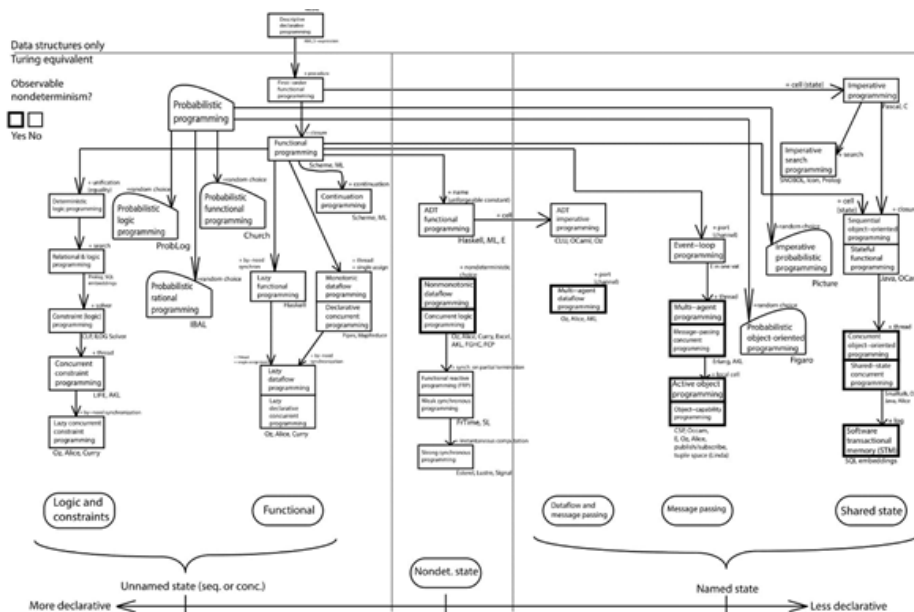 Descriptive
declarative
programming
Data structures only
Turing equivalent
+ procedure
First-order
functional
programming
+ cell (state)
Imperative
programming
Pascal, C
Observable
nondeterminism?
Yes No
Probabilistic
programming
+ closure
Functional
programming
Scheme, ML
+ search
Imperative
search
programming
SNOBOL, Icon, Prolog
+ unification
(equality)
Deterministic
logic programming
+random choice
Probabilistic
logic
programming
ProbLog
+random choice
Probabilistic
functional
programming
Church
+ continuation
Continuation
programming
Scheme, ML
+ name
(unforgeable constant)
ADT
functional
programming
Haskell, ML, E
+ cell
ADT
imperative
programming
CLU, OCaml, Oz
+ port
(channel)
Event-loop
programming
E in one vat
+random choice
Imperative
probabilistic
programming
Picture
+ cell
(state)
+ closure
Sequential
object-oriented
programming
Stateful
functional
programming
Java, OCa
+ search
Relational & logic
programming
Prolog, SQL
embeddings
+random choice
Probabilistic
rational
programming
IBAL
+ by-need
synchron.
Lazy
functional
programming
Haskell
+ thread
+ single assign.
Monotonic
dataflow
programming
Declarative
concurrent
programming
Pipes, MapReduce
+ nondeterministic
choice
Nonmonotonic
dataflow
programming
Concurrent logic
programming
Oz, Alice, Curry, Excel,
AKL, FGHC, FCP
+ port
(channel)
Multi-agent
dataflow
programming
Oz, Alice, AKL
+ thread
Multi-agent
programming
Message-passing
concurrent
programming
Erlang, AKL
+random choice
Probabilistic
object-oriented
programming
Figaro
+ thread
Concurrent
object-oriented
programming
Shared-state
concurrent
programming
Smalltalk, O
Java, Alice
+ solver
Constraint (logic)
programming
CLP, ILOG Solver
+ thread
Concurrent
constraint
programming
LIFE, AKL
+ by-need synchronization
Lazy concurrent
constraint
programming
Oz, Alice, Curry
+ thread
+ by-need
synchronization
Lazy
dataflow
programming
Lazy
declarative
concurrent
programming
Oz, Alice, Curry
+ synch. on partial termination
Functional reactive
programming (FRP)
Weak synchronous
programming
FrTime, SL
+ instantaneous computation
Strong synchronous
programming
Esterel, Lustre, Signal
+ local cell
Active object
programming
Object-capability
programming
CSP, Occam,
E, Oz, Alice,
publish/subscribe,
tuple space (Linda)
+ log
Software
transactional
memory (STM)
SQL embeddings
Logic and
constraints
Functional
Dataflow and
message passing
Message passing
Shared state
Unnamed state (seq. or conc.)
Nondet. state
Named state
More declarative
Less declarative